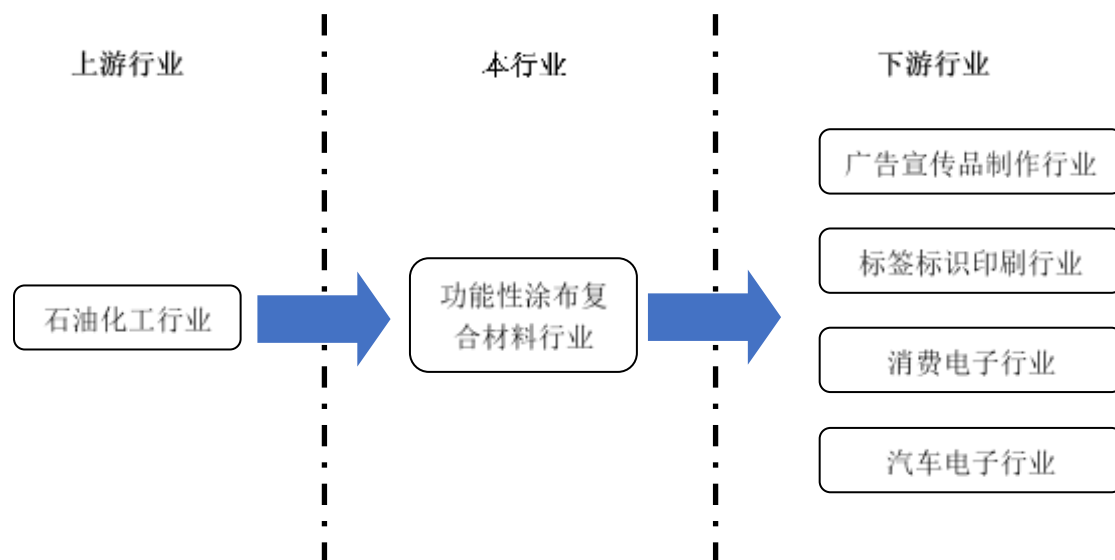 上游行业
本行业
下游行业
广告宣传品制作行业
标签标识印刷行业
石油化工行业
功能性涂布复
合材料行业
消费电子行业
汽车电子行业